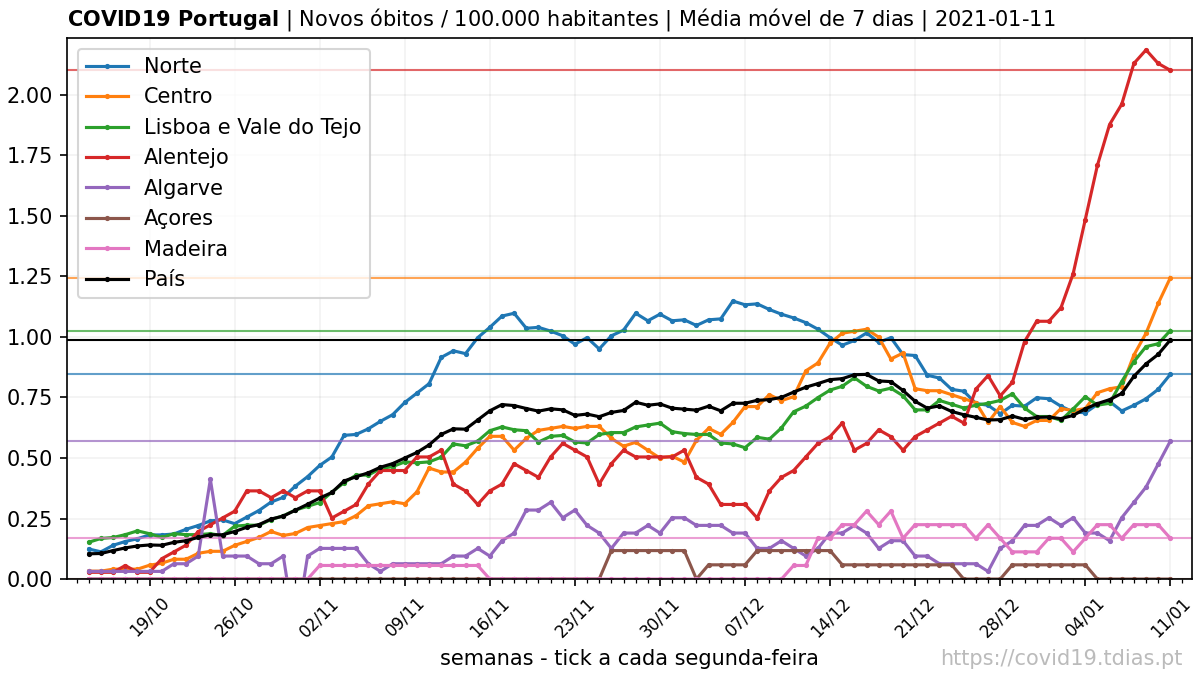 COVID19 Portugal | Novos óbitos / 100.000 habitantes | Média móvel de 7 dias | 2021-01-11
Norte
Centro
Lisboa e Vale do Tejo
Alentejo
Algarve
Açores
Madeira
País
2.00
1.75
1.50
1.25
1.00
0.75
0.50
0.25
0.00
19/10
26/10
02/11
09/11
16/11
23/11
30/11
07/12
14/12
21/12
28/12
04/01
11/01
semanas - tick a cada segunda-feira
https://covid19.tdias.pt